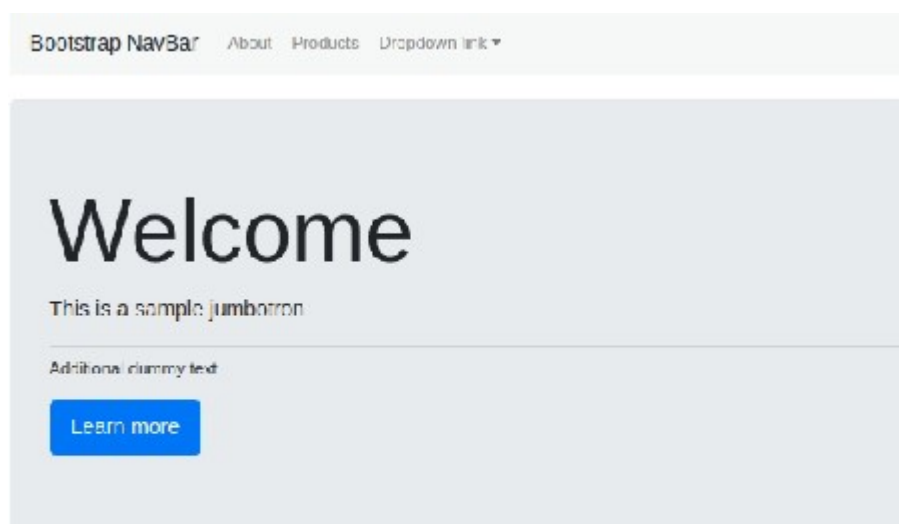 Bootstrap NavBar About Products Dropdown link
Welcome
This is a sample jumbotron
Additional dummy text
Learn more